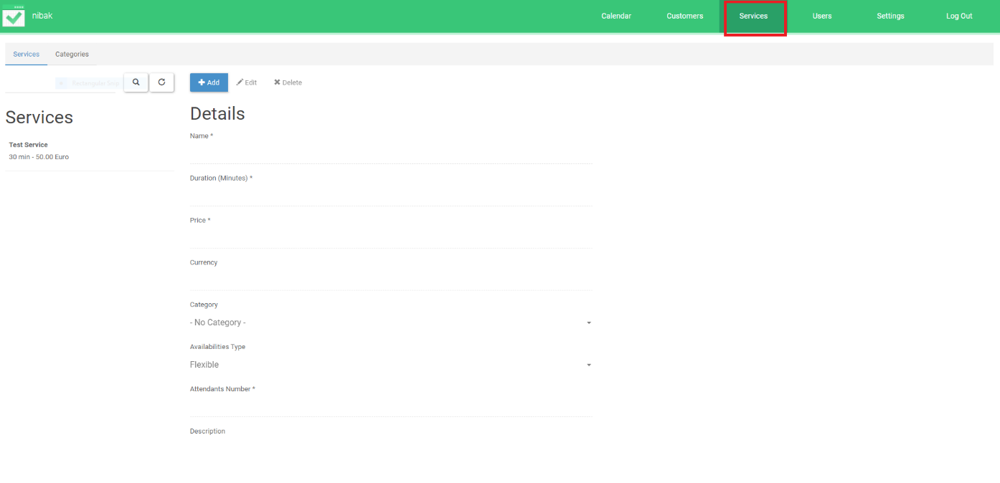 nibak
Calendar
Customers
Services
Users
Settings
Log Out
Services
Categories
Rectangular Snip
Add
Edit
Delete
Services
Details
Test Service
30 min - 50.00 Euro
Name *
Duration (Minutes) *
Price *
Currency
Category
- No Category -
Availabilities Type
Flexible
Attendants Number *
Description